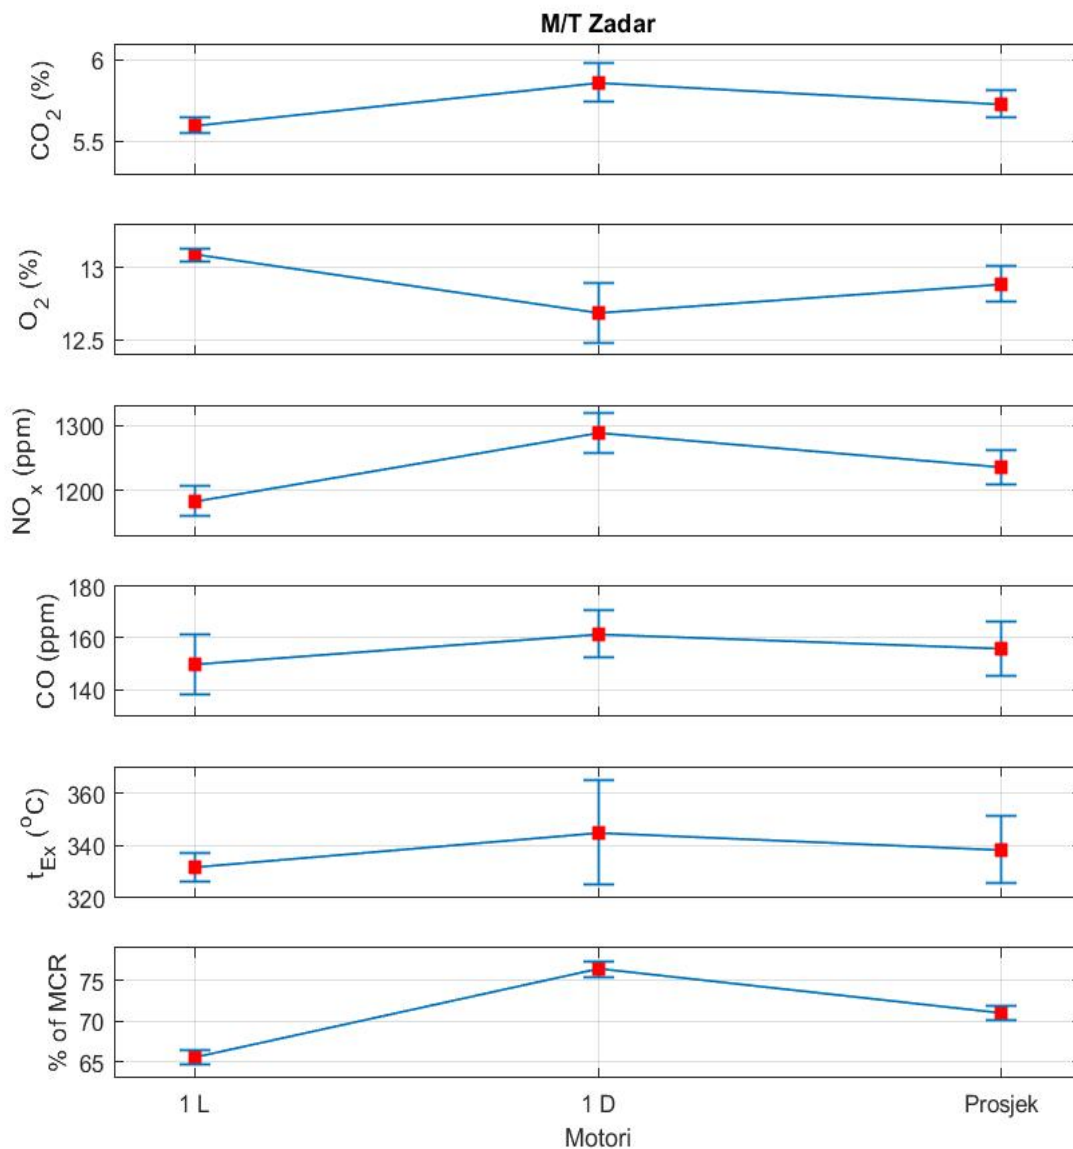 M/T Zadar
CO2 (%)
6
5.5
O2 (%)
13
12.5
NOx (ppm)
1300
1200
CO (ppm)
180
160
140
tEx (oC)
360
340
320
% of MCR
75
70
65
1 L
1 D
Prosjek
Motori